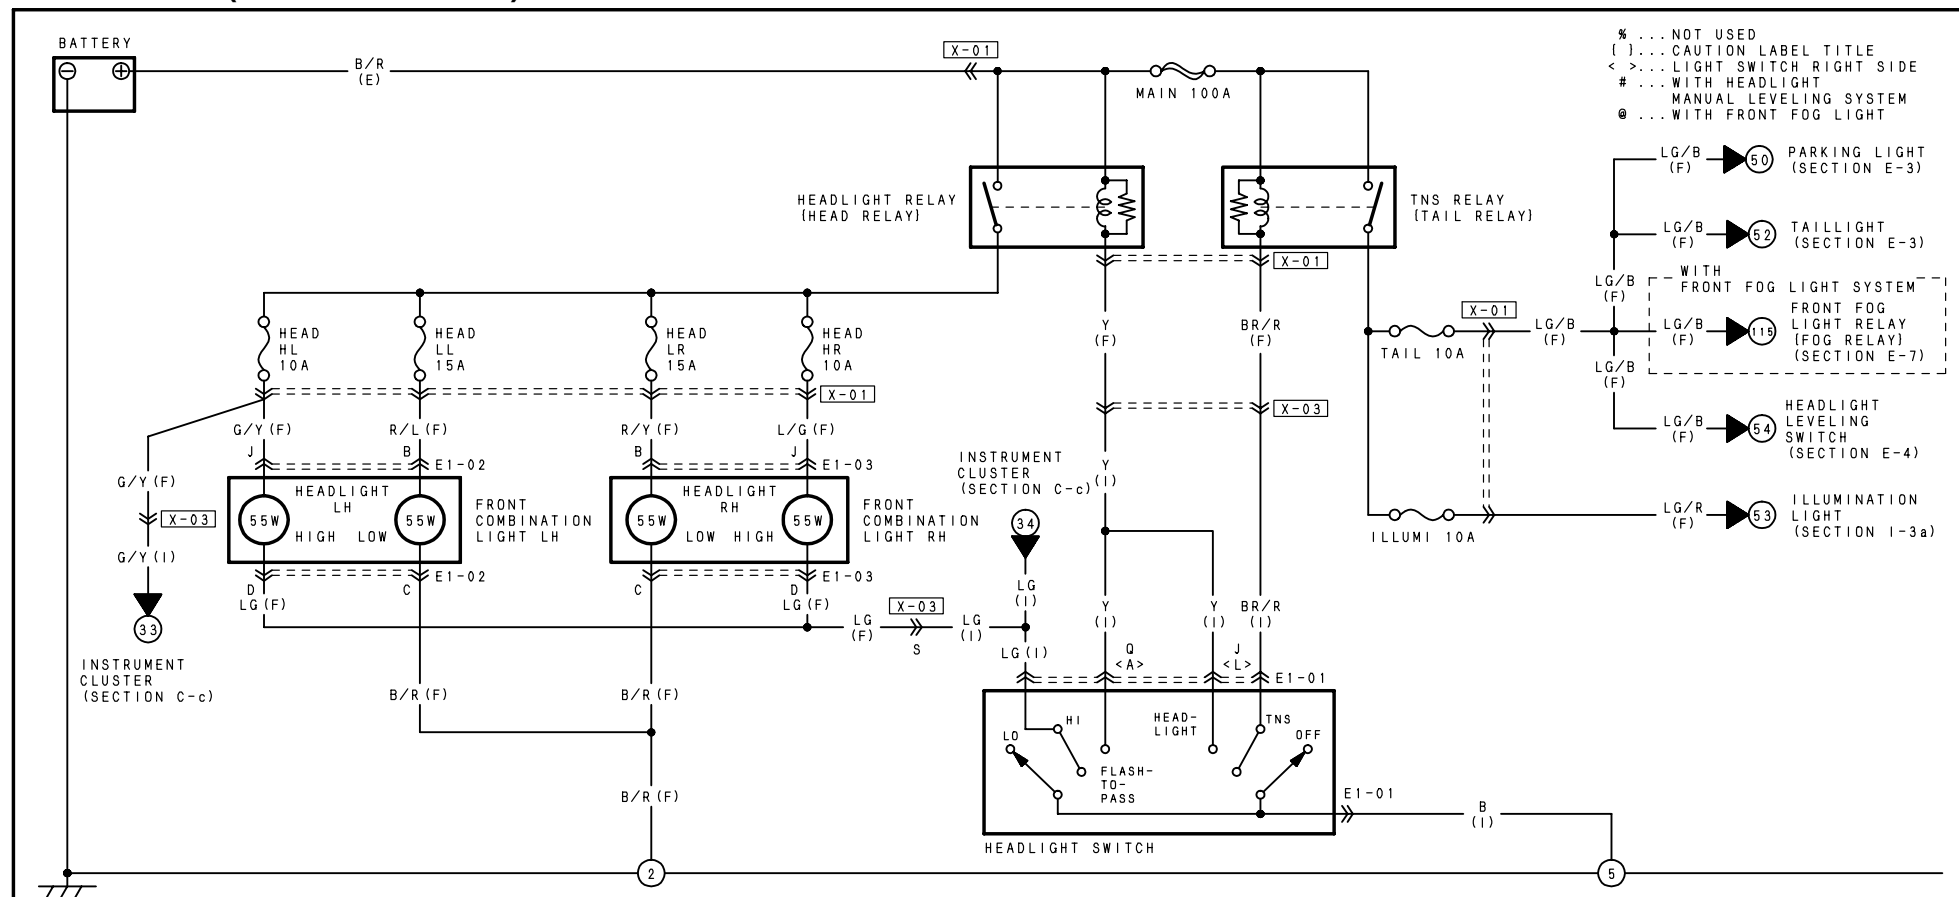 BATTERY
B/R
(E)
X-01
MAIN 100A
% ... NOT USED
{ }... CAUTION LABEL TITLE
< >... LIGHT SWITCH RIGHT SIDE
# ... WITH HEADLIGHT
MANUAL LEVELING SYSTEM
@ ... WITH FRONT FOG LIGHT
HEADLIGHT RELAY
{HEAD RELAY}
TNS RELAY
{TAIL RELAY}
X-01
LG/B
(F)
50
PARKING LIGHT
(SECTION E-3)
LG/B
(F)
52
TAILLIGHT
(SECTION E-3)
LG/B
(F)
WITH
FRONT FOG LIGHT SYSTEM
LG/B
(F)
115
FRONT FOG
LIGHT RELAY
{FOG RELAY}
(SECTION E-7)
X-01
LG/B
(F)
TAIL 10A
LG/B
(F)
LG/B
(F)
54
HEADLIGHT
LEVELING
SWITCH
(SECTION E-4)
LG/R
(F)
53
ILLUMINATION
LIGHT
(SECTION I-3a)
ILLUMI 10A
HEAD
HL
10A
HEAD
LL
15A
HEAD
LR
15A
HEAD
HR
10A
X-01
Y
(F)
BR/R
(F)
X-03
G/Y (F)
R/L (F)
R/Y (F)
L/G (F)
J
B
E1-02
B
J
E1-03
G/Y (F)
X-03
G/Y (I)
33
INSTRUMENT
CLUSTER
(SECTION C-c)
HEADLIGHT
LH
55W
55W
HIGH
LOW
FRONT
COMBINATION
LIGHT LH
HEADLIGHT
RH
55W
55W
LOW
HIGH
FRONT
COMBINATION
LIGHT RH
E1-02
D
C
LG (F)
E1-03
C
D
LG (F)
INSTRUMENT
CLUSTER
(SECTION C-c)
34
Y
(I)
LG
(I)
Y
(I)
Y
(I)
BR/R
(I)
LG
(F)
X-03
S
LG
(I)
LG (I)
Q
<A>
J
<L>
E1-01
B/R (F)
B/R (F)
B/R (F)
HI
LO
FLASH-
TO-
PASS
HEAD-
LIGHT
TNS
OFF
E1-01
B
(I)
HEADLIGHT SWITCH
2
5